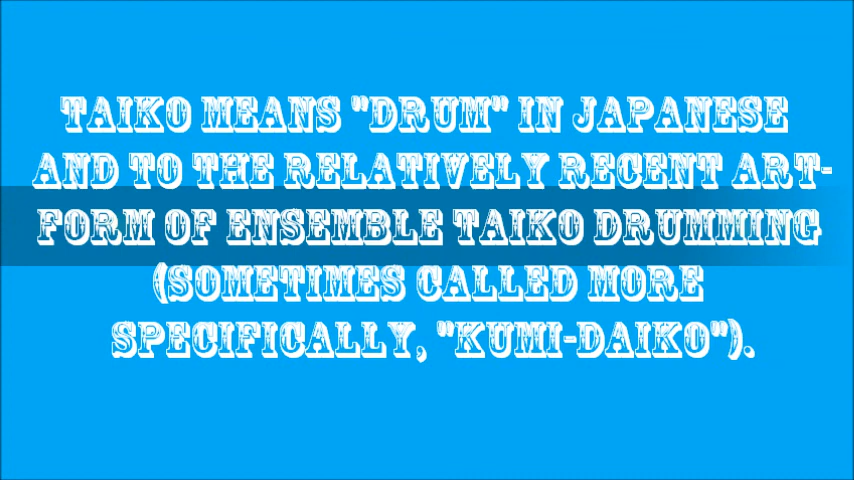 TAIKO MEANS "DRUM" IN JAPANESE
AND TO THE RELATIVELY RECENT ART-
FORM OF ENSEMBLE TAIKO DRUMMING
(SOMETIMES CALLED MORE
SPECIFICALLY, "KUMI-DAIKO").